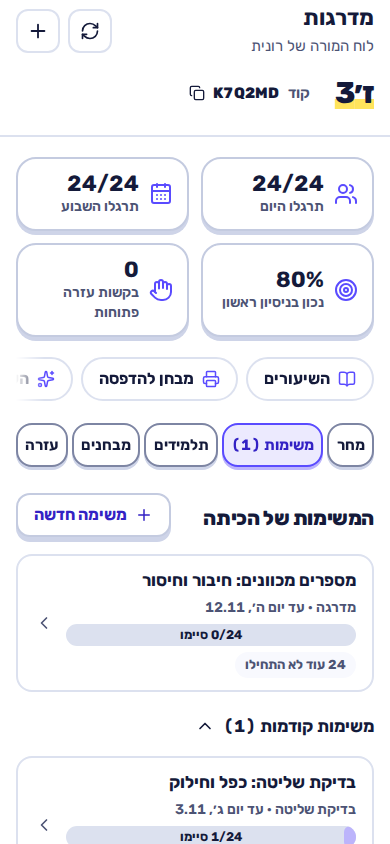 מדרגות
לוח המורה של רונית
ז׳3
קוד K7Q2MD
24/24
תרגלו היום
24/24
תרגלו השבוע
80%
נכון בניסיון ראשון
0
בקשות עזרה
פתוחות
השיעורים
מבחן להדפסה
מחר
משימות (1)
תלמידים
מבחנים
עזרה
המשימות של הכיתה
+ משימה חדשה
מספרים מכוונים: חיבור וחיסור
מדרגה • עד יום ה׳, 12.11
0/24 סיימו
24 עוד לא התחילו
משימות קודמות (1)
בדיקת שליטה: כפל וחילוק
בדיקת שליטה • עד יום ג׳, 3.11
1/24 סיימו